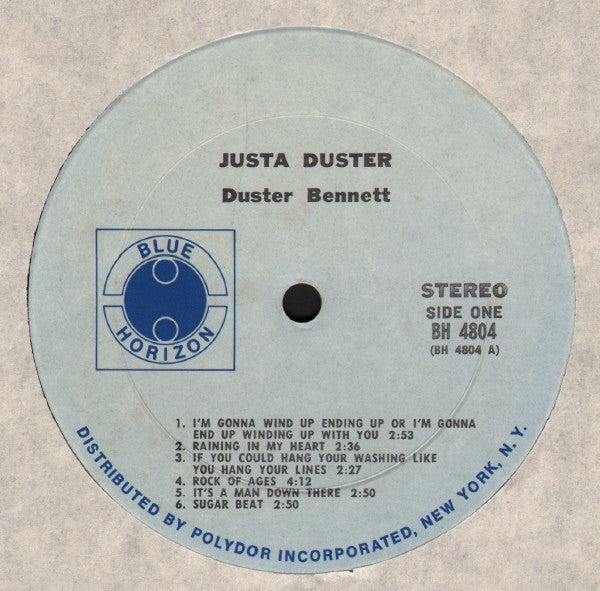 JUSTA DUSTER
Duster Bennett
BLUE
HORIZON
STEREO
SIDE ONE
BH 4804
(BH 4804 A)
1. I'M GONNA WIND UP ENDING UP OR I'M GONNA
END UP WINDING UP WITH YOU 2:53
2. RAINING IN MY HEART 2:36
3. IF YOU COULD HANG YOUR WASHING LIKE
YOU HANG YOUR LINES 2:27
4. ROCK OF AGES 4:12
5. IT'S A MAN DOWN THERE 2:50
6. SUGAR BEAT 2:50
DISTRIBUTED BY POLYDOR INCORPORATED, NEW YORK, N. Y.